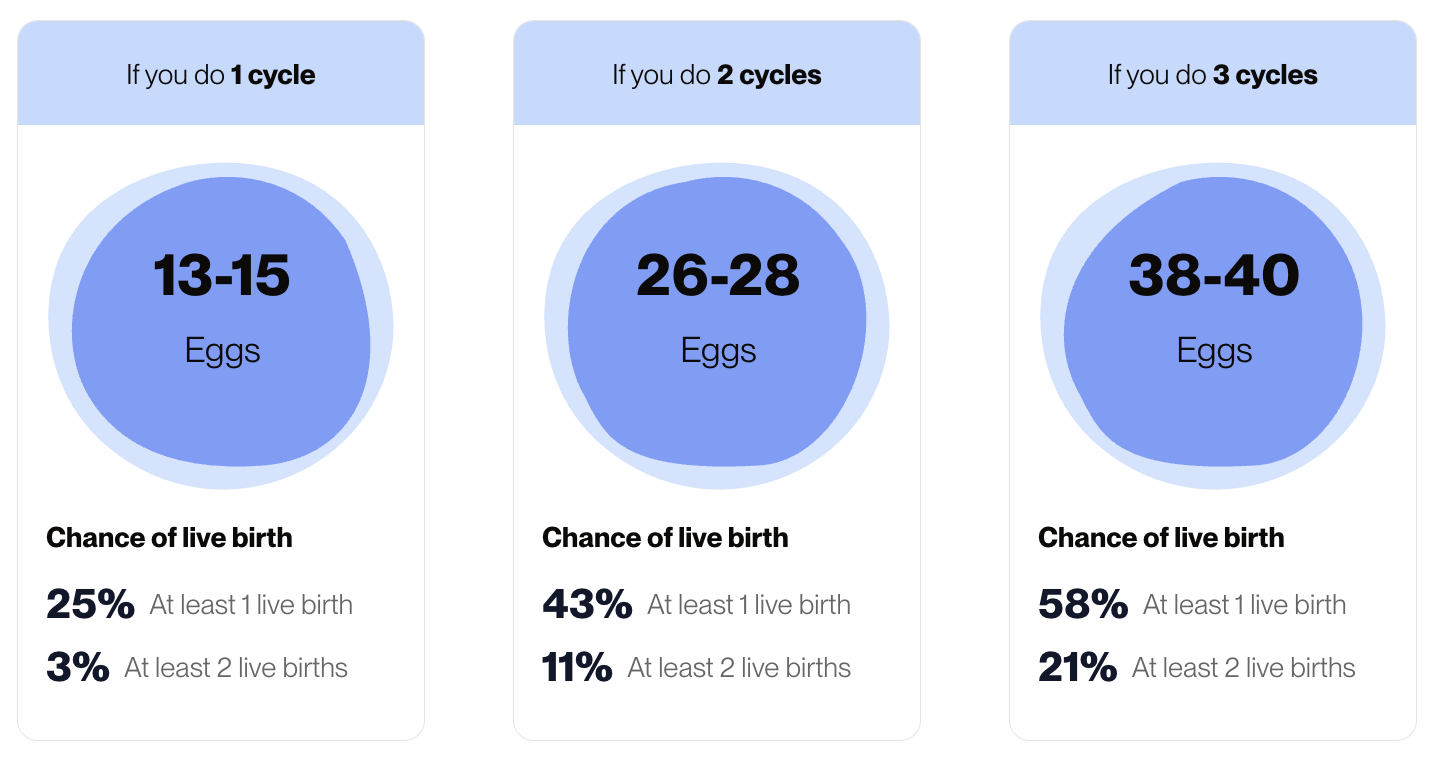 If you do 1 cycle
13-15
Eggs
Chance of live birth
25% At least 1 live birth
3% At least 2 live births
If you do 2 cycles
26-28
Eggs
Chance of live birth
43% At least 1 live birth
11% At least 2 live births
If you do 3 cycles
38-40
Eggs
Chance of live birth
58% At least 1 live birth
21% At least 2 live births